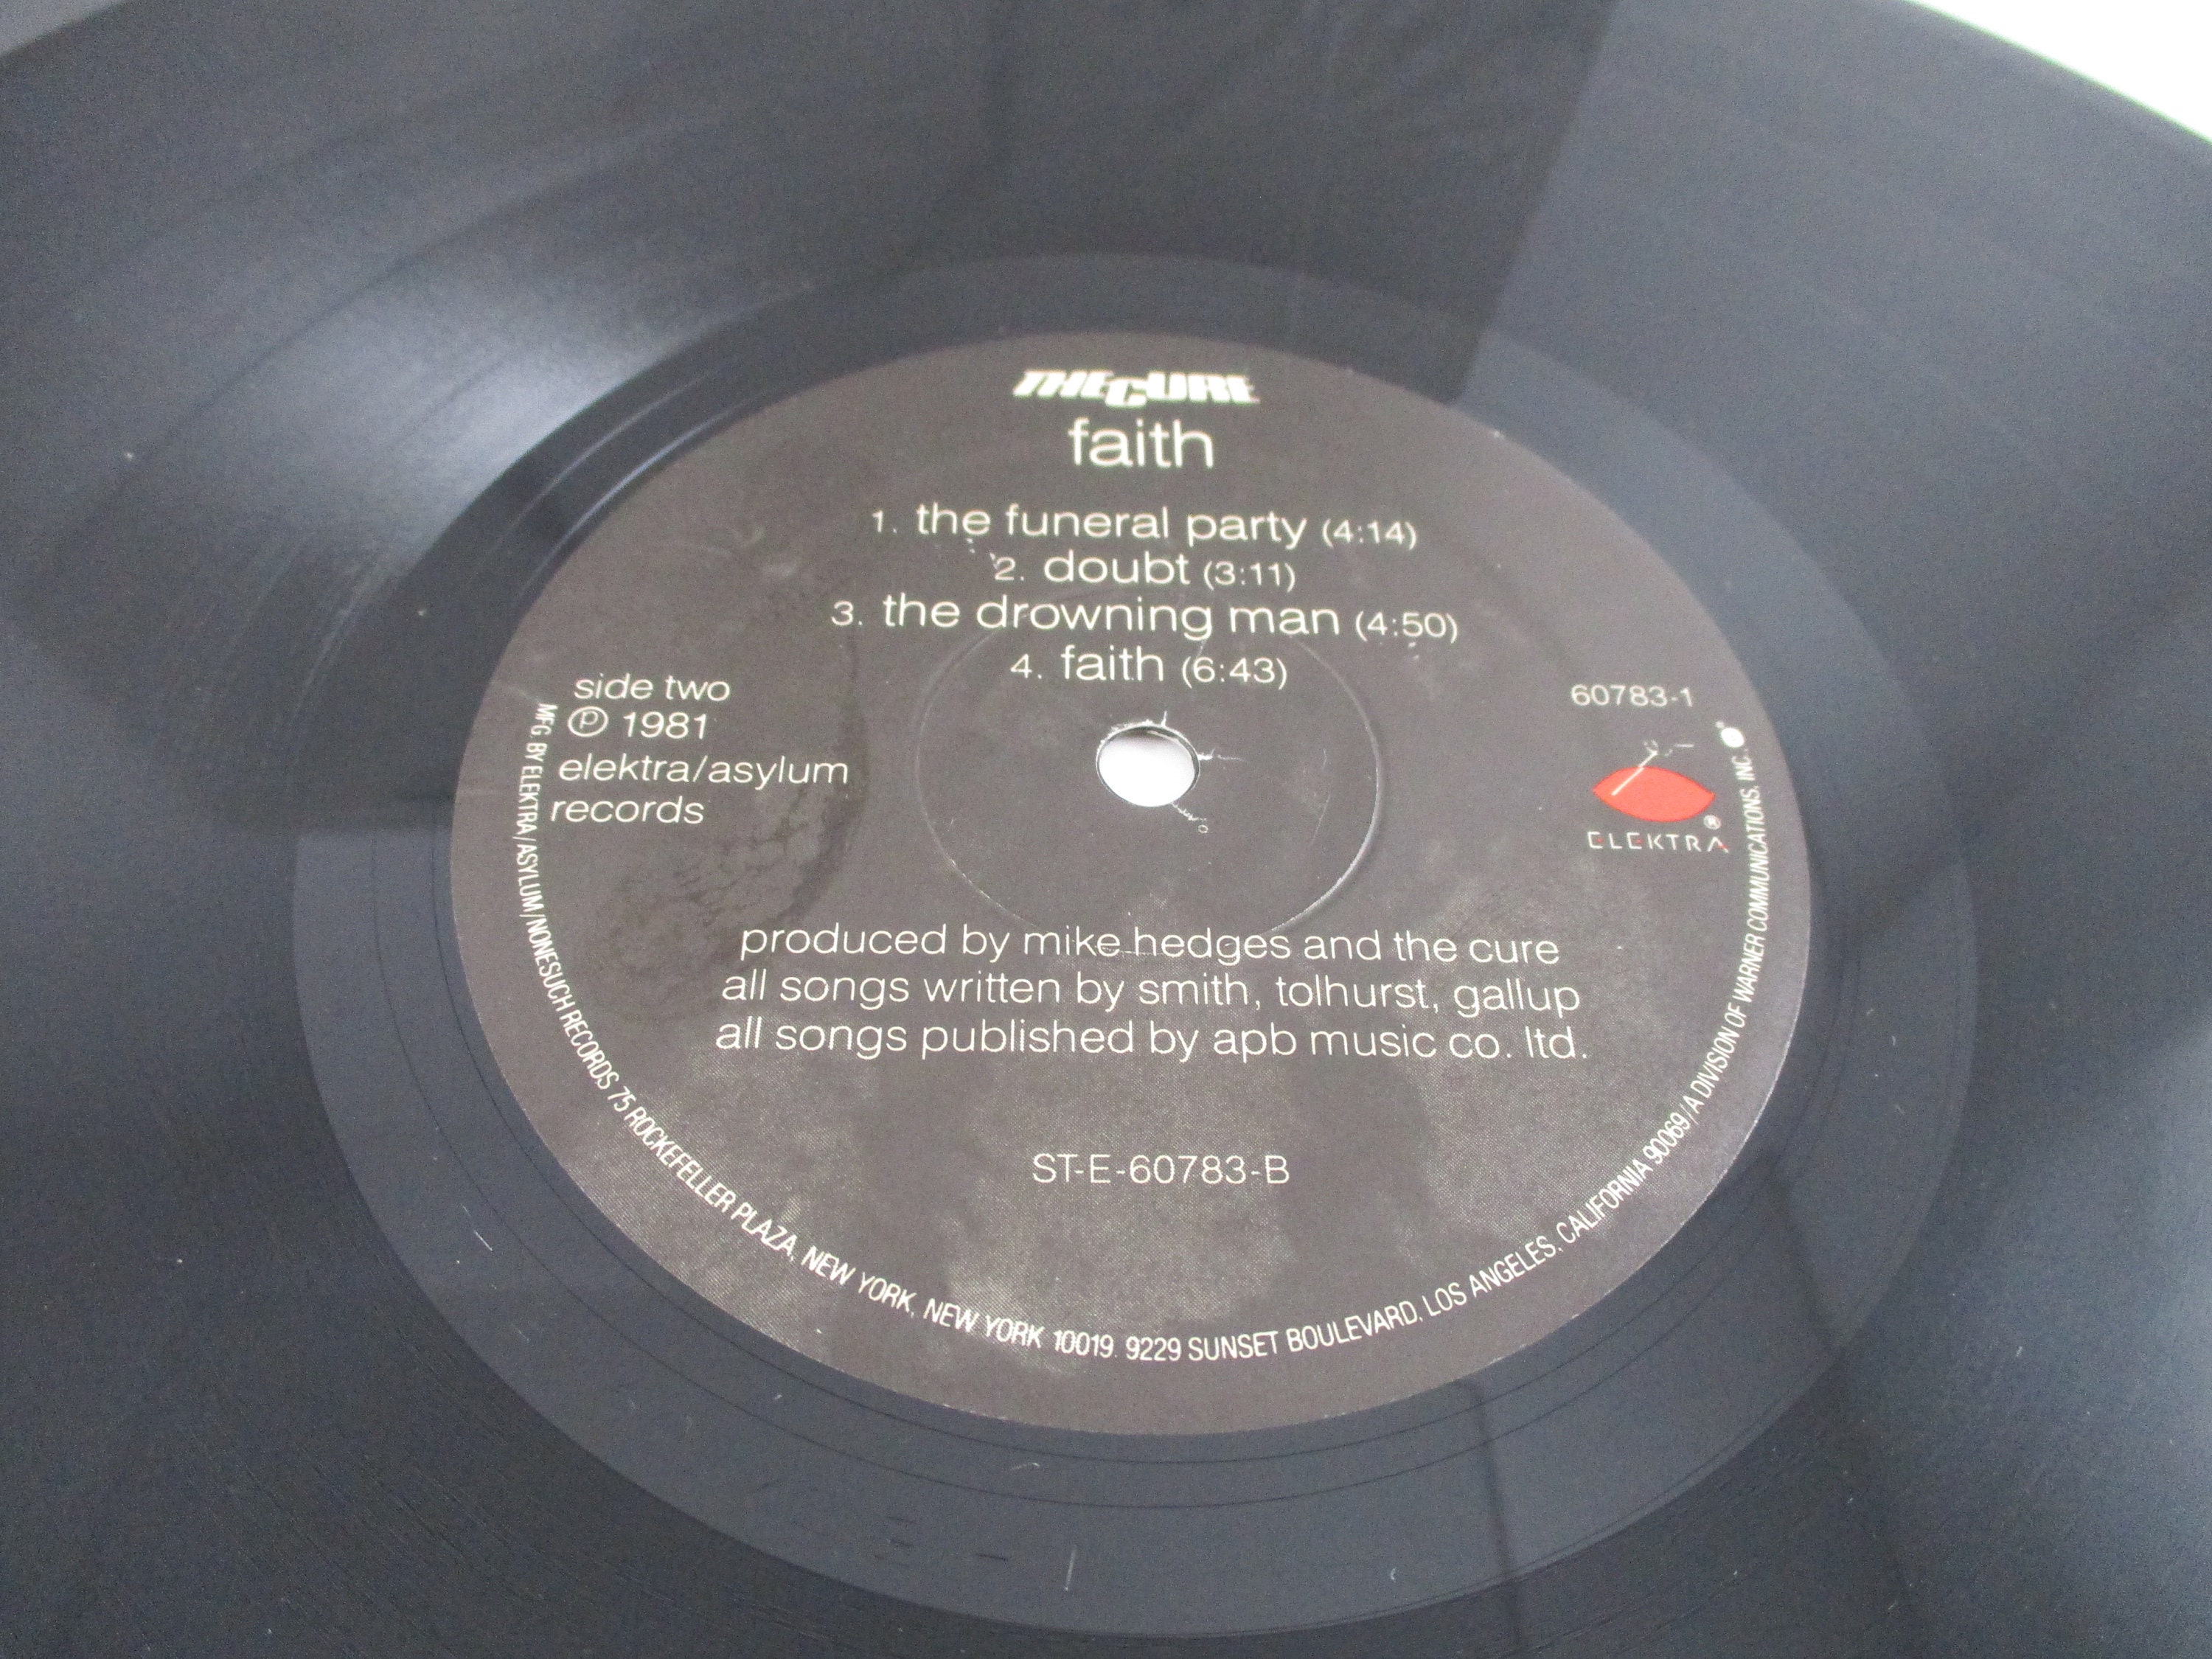 THE CURE
faith
1. the funeral party (4:14)
2. doubt (3:11)
3. the drowning man (4:50)
4. faith (6:43)
side two
℗ 1981
elektra/asylum
records
60783-1
ELEKTRA®
produced by mike hedges and the cure
all songs written by smith, tolhurst, gallup
all songs published by apb music co. ltd.
ST-E-60783-B
MFG. BY ELEKTRA/ASYLUM/NONESUCH RECORDS 75 ROCKEFELLER PLAZA, NEW YORK, NEW YORK 10019. 9229 SUNSET BOULEVARD, LOS ANGELES, CALIFORNIA 90069/A DIVISION OF WARNER COMMUNICATIONS, INC.